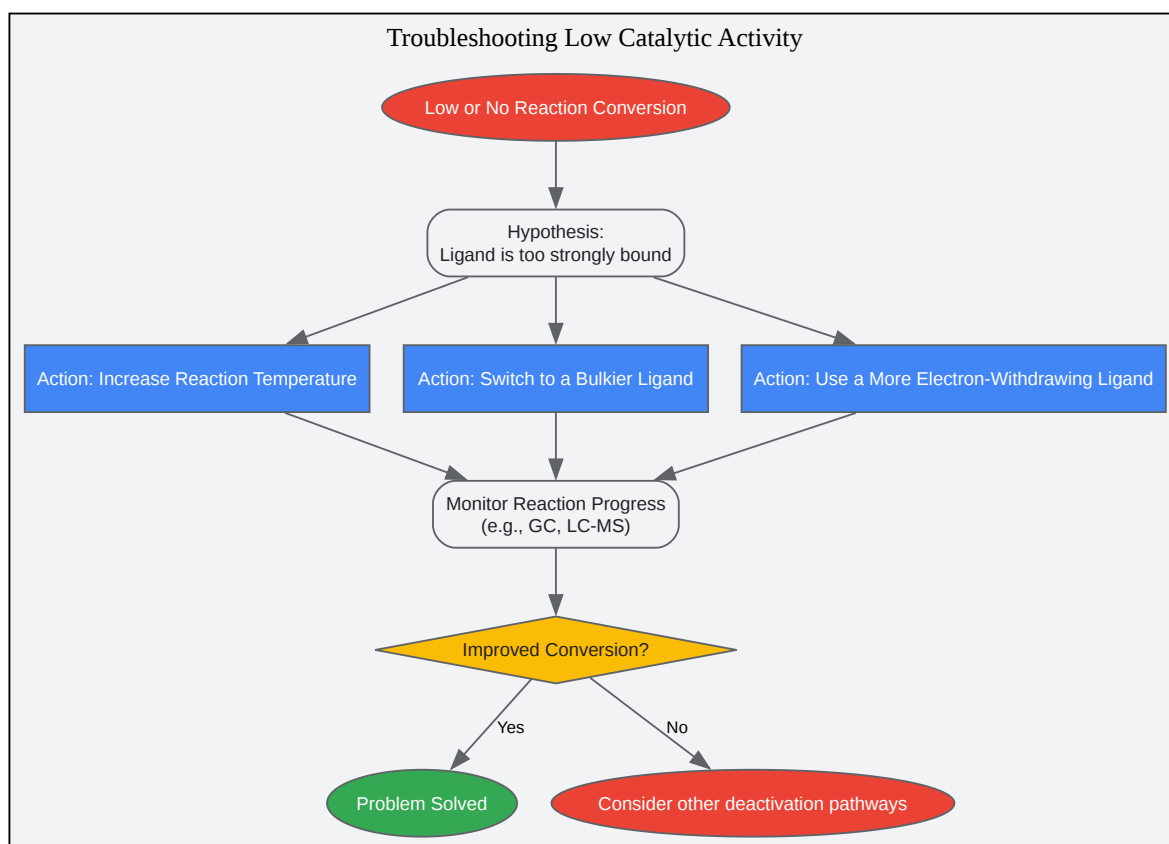 Troubleshooting Low Catalytic Activity
Low or No Reaction Conversion
Hypothesis:
Ligand is too strongly bound
Action: Increase Reaction Temperature
Action: Switch to a Bulkier Ligand
Action: Use a More Electron-Withdrawing Ligand
Monitor Reaction Progress
(e.g., GC, LC-MS)
Improved Conversion?
Yes
No
Problem Solved
Consider other deactivation pathways